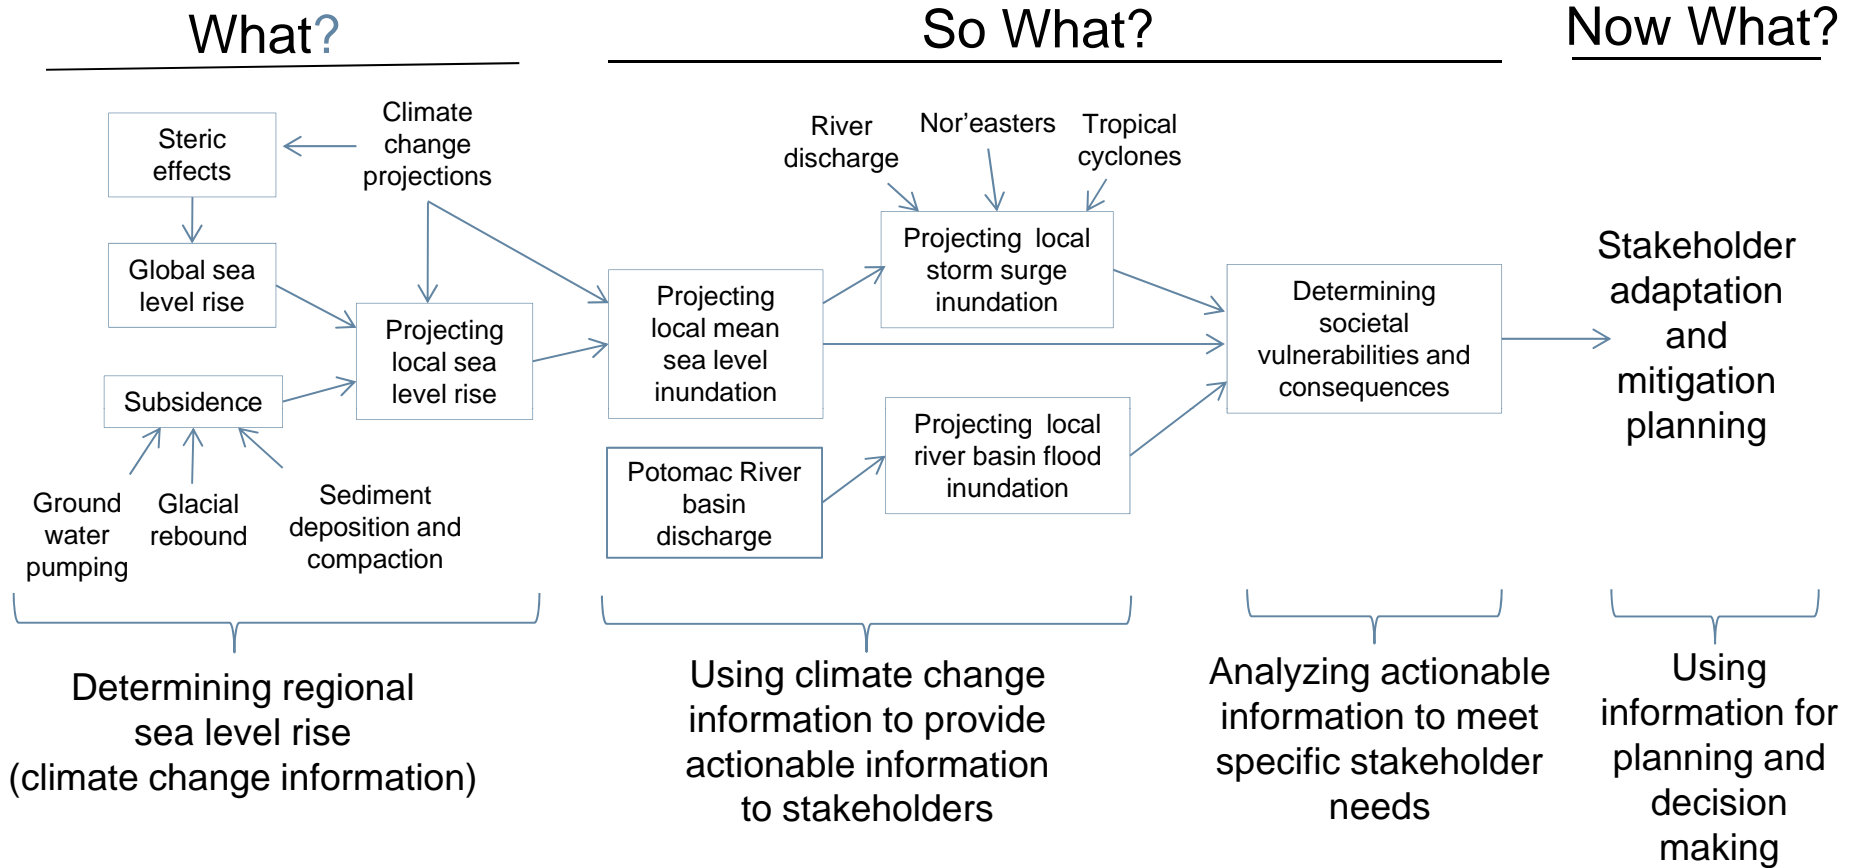 What?
So What?
Now What?
Steric
effects
Climate
change
projections
Global sea
level rise
Projecting
local sea
level rise
Subsidence
Ground
water
pumping
Glacial
rebound
Sediment
deposition and
compaction
River
discharge
Nor'easters
Tropical
cyclones
Projecting local
storm surge
inundation
Projecting
local mean
sea level
inundation
Potomac River
basin
discharge
Projecting local
river basin flood
inundation
Determining
societal
vulnerabilities and
consequences
Stakeholder
adaptation
and
mitigation
planning
Determining regional
sea level rise
(climate change information)
Using climate change
information to provide
actionable information
to stakeholders
Analyzing actionable
information to meet
specific stakeholder
needs
Using
information for
planning and
decision
making